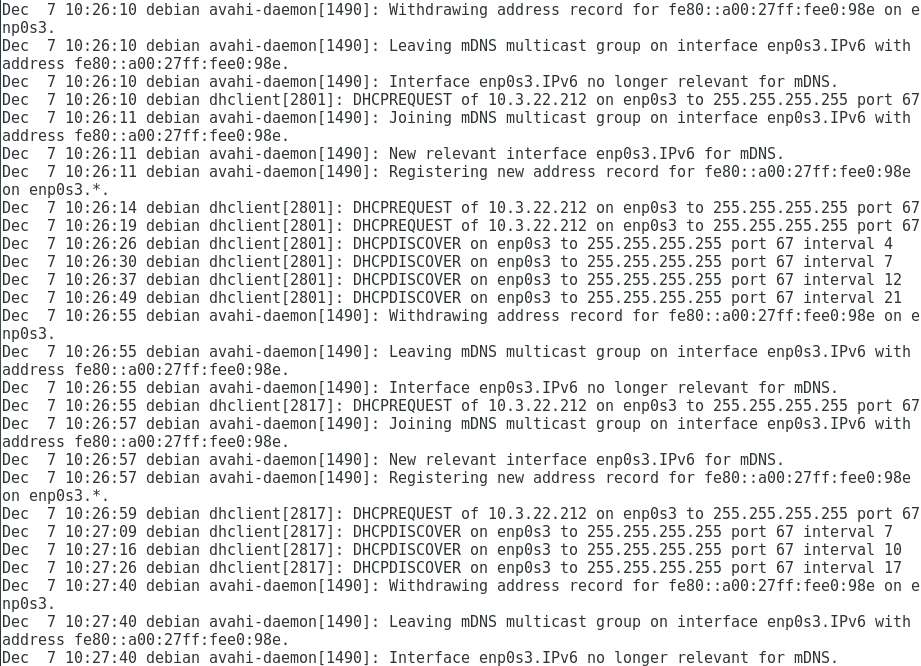 Dec  7 10:26:10 debian avahi-daemon[1490]: Withdrawing address record for fe80::a00:27ff:fee0:98e on e
np0s3.
Dec  7 10:26:10 debian avahi-daemon[1490]: Leaving mDNS multicast group on interface enp0s3.IPv6 with
address fe80::a00:27ff:fee0:98e.
Dec  7 10:26:10 debian avahi-daemon[1490]: Interface enp0s3.IPv6 no longer relevant for mDNS.
Dec  7 10:26:10 debian dhclient[2801]: DHCPREQUEST of 10.3.22.212 on enp0s3 to 255.255.255.255 port 67
Dec  7 10:26:11 debian avahi-daemon[1490]: Joining mDNS multicast group on interface enp0s3.IPv6 with
address fe80::a00:27ff:fee0:98e.
Dec  7 10:26:11 debian avahi-daemon[1490]: New relevant interface enp0s3.IPv6 for mDNS.
Dec  7 10:26:11 debian avahi-daemon[1490]: Registering new address record for fe80::a00:27ff:fee0:98e
on enp0s3.*.
Dec  7 10:26:14 debian dhclient[2801]: DHCPREQUEST of 10.3.22.212 on enp0s3 to 255.255.255.255 port 67
Dec  7 10:26:19 debian dhclient[2801]: DHCPREQUEST of 10.3.22.212 on enp0s3 to 255.255.255.255 port 67
Dec  7 10:26:26 debian dhclient[2801]: DHCPDISCOVER on enp0s3 to 255.255.255.255 port 67 interval 4
Dec  7 10:26:30 debian dhclient[2801]: DHCPDISCOVER on enp0s3 to 255.255.255.255 port 67 interval 7
Dec  7 10:26:37 debian dhclient[2801]: DHCPDISCOVER on enp0s3 to 255.255.255.255 port 67 interval 12
Dec  7 10:26:49 debian dhclient[2801]: DHCPDISCOVER on enp0s3 to 255.255.255.255 port 67 interval 21
Dec  7 10:26:55 debian avahi-daemon[1490]: Withdrawing address record for fe80::a00:27ff:fee0:98e on e
np0s3.
Dec  7 10:26:55 debian avahi-daemon[1490]: Leaving mDNS multicast group on interface enp0s3.IPv6 with
address fe80::a00:27ff:fee0:98e.
Dec  7 10:26:55 debian avahi-daemon[1490]: Interface enp0s3.IPv6 no longer relevant for mDNS.
Dec  7 10:26:55 debian dhclient[2817]: DHCPREQUEST of 10.3.22.212 on enp0s3 to 255.255.255.255 port 67
Dec  7 10:26:57 debian avahi-daemon[1490]: Joining mDNS multicast group on interface enp0s3.IPv6 with
address fe80::a00:27ff:fee0:98e.
Dec  7 10:26:57 debian avahi-daemon[1490]: New relevant interface enp0s3.IPv6 for mDNS.
Dec  7 10:26:57 debian avahi-daemon[1490]: Registering new address record for fe80::a00:27ff:fee0:98e
on enp0s3.*.
Dec  7 10:26:59 debian dhclient[2817]: DHCPREQUEST of 10.3.22.212 on enp0s3 to 255.255.255.255 port 67
Dec  7 10:27:09 debian dhclient[2817]: DHCPDISCOVER on enp0s3 to 255.255.255.255 port 67 interval 7
Dec  7 10:27:16 debian dhclient[2817]: DHCPDISCOVER on enp0s3 to 255.255.255.255 port 67 interval 10
Dec  7 10:27:26 debian dhclient[2817]: DHCPDISCOVER on enp0s3 to 255.255.255.255 port 67 interval 17
Dec  7 10:27:40 debian avahi-daemon[1490]: Withdrawing address record for fe80::a00:27ff:fee0:98e on e
np0s3.
Dec  7 10:27:40 debian avahi-daemon[1490]: Leaving mDNS multicast group on interface enp0s3.IPv6 with
address fe80::a00:27ff:fee0:98e.
Dec  7 10:27:40 debian avahi-daemon[1490]: Interface enp0s3.IPv6 no longer relevant for mDNS.